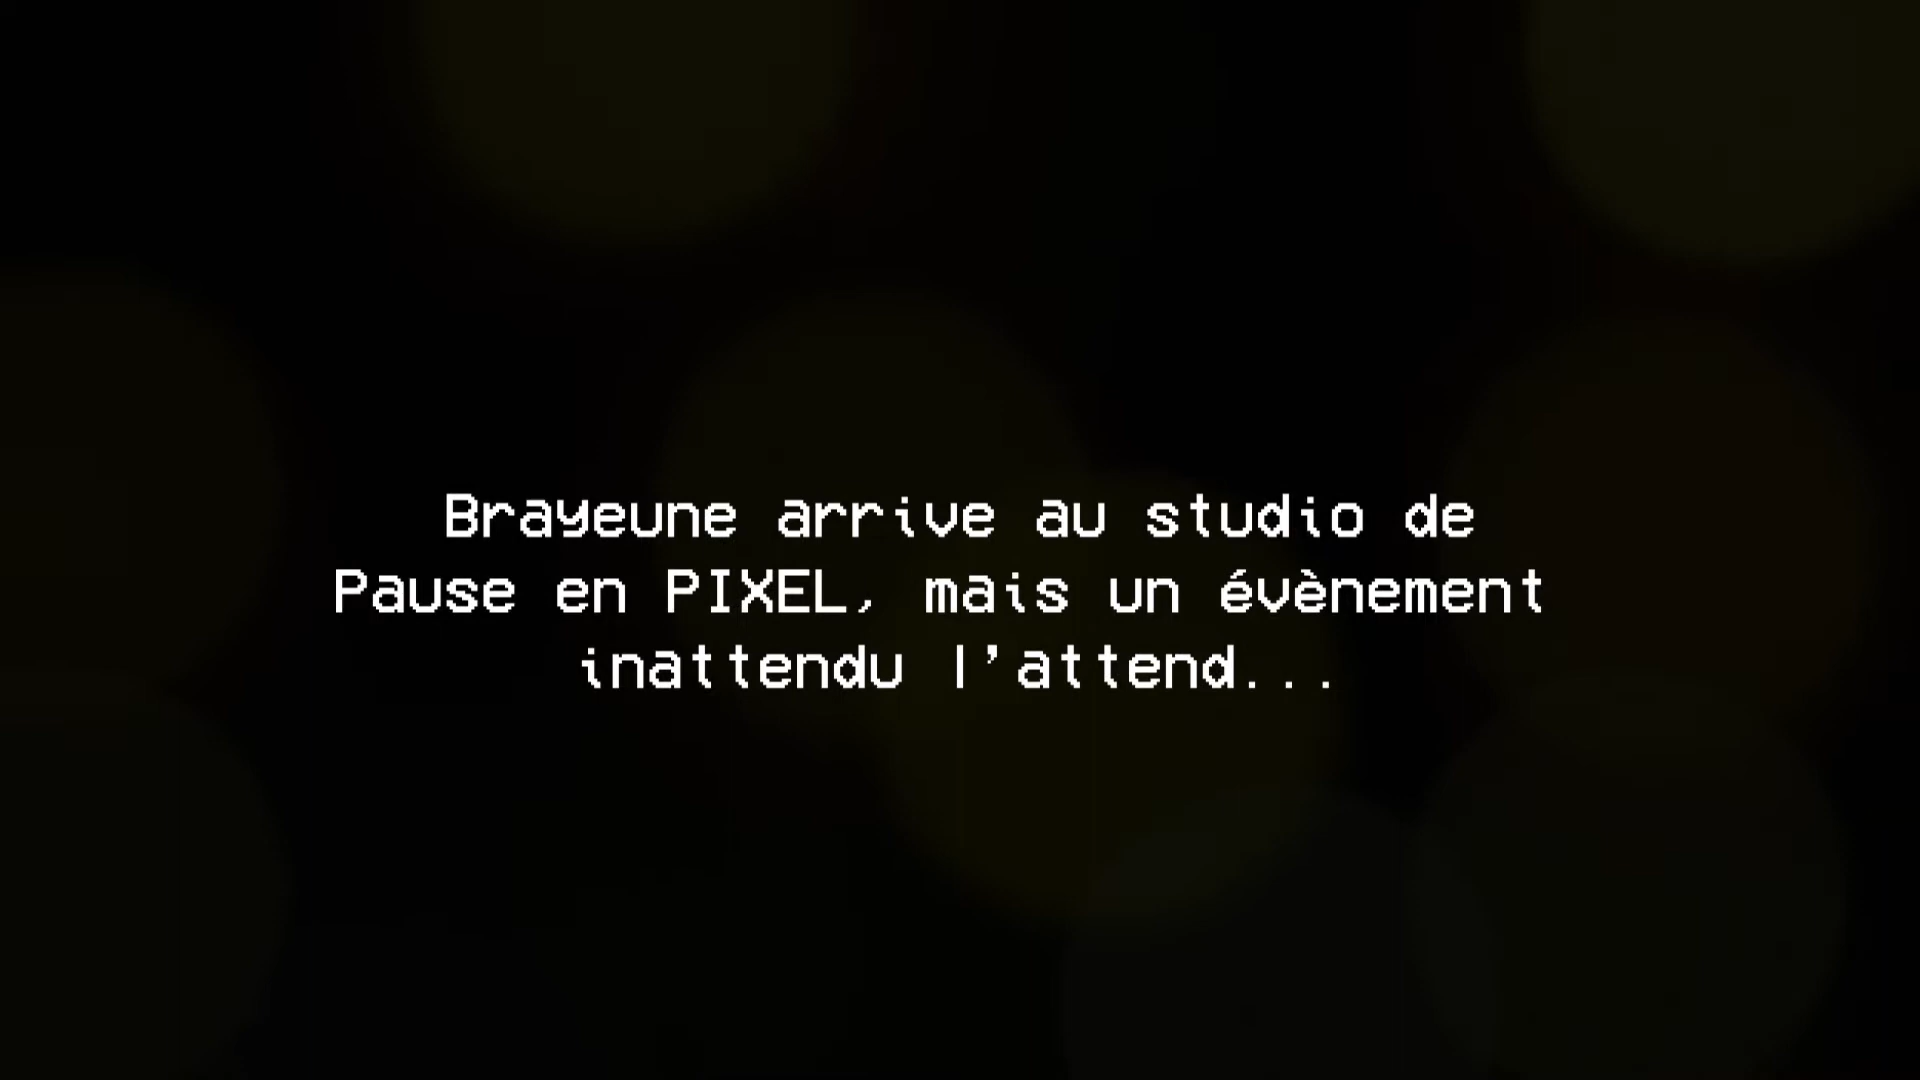 Brayeune arrive au studio de
Pause en PIXEL, mais un évènement
inattendu l'attend...